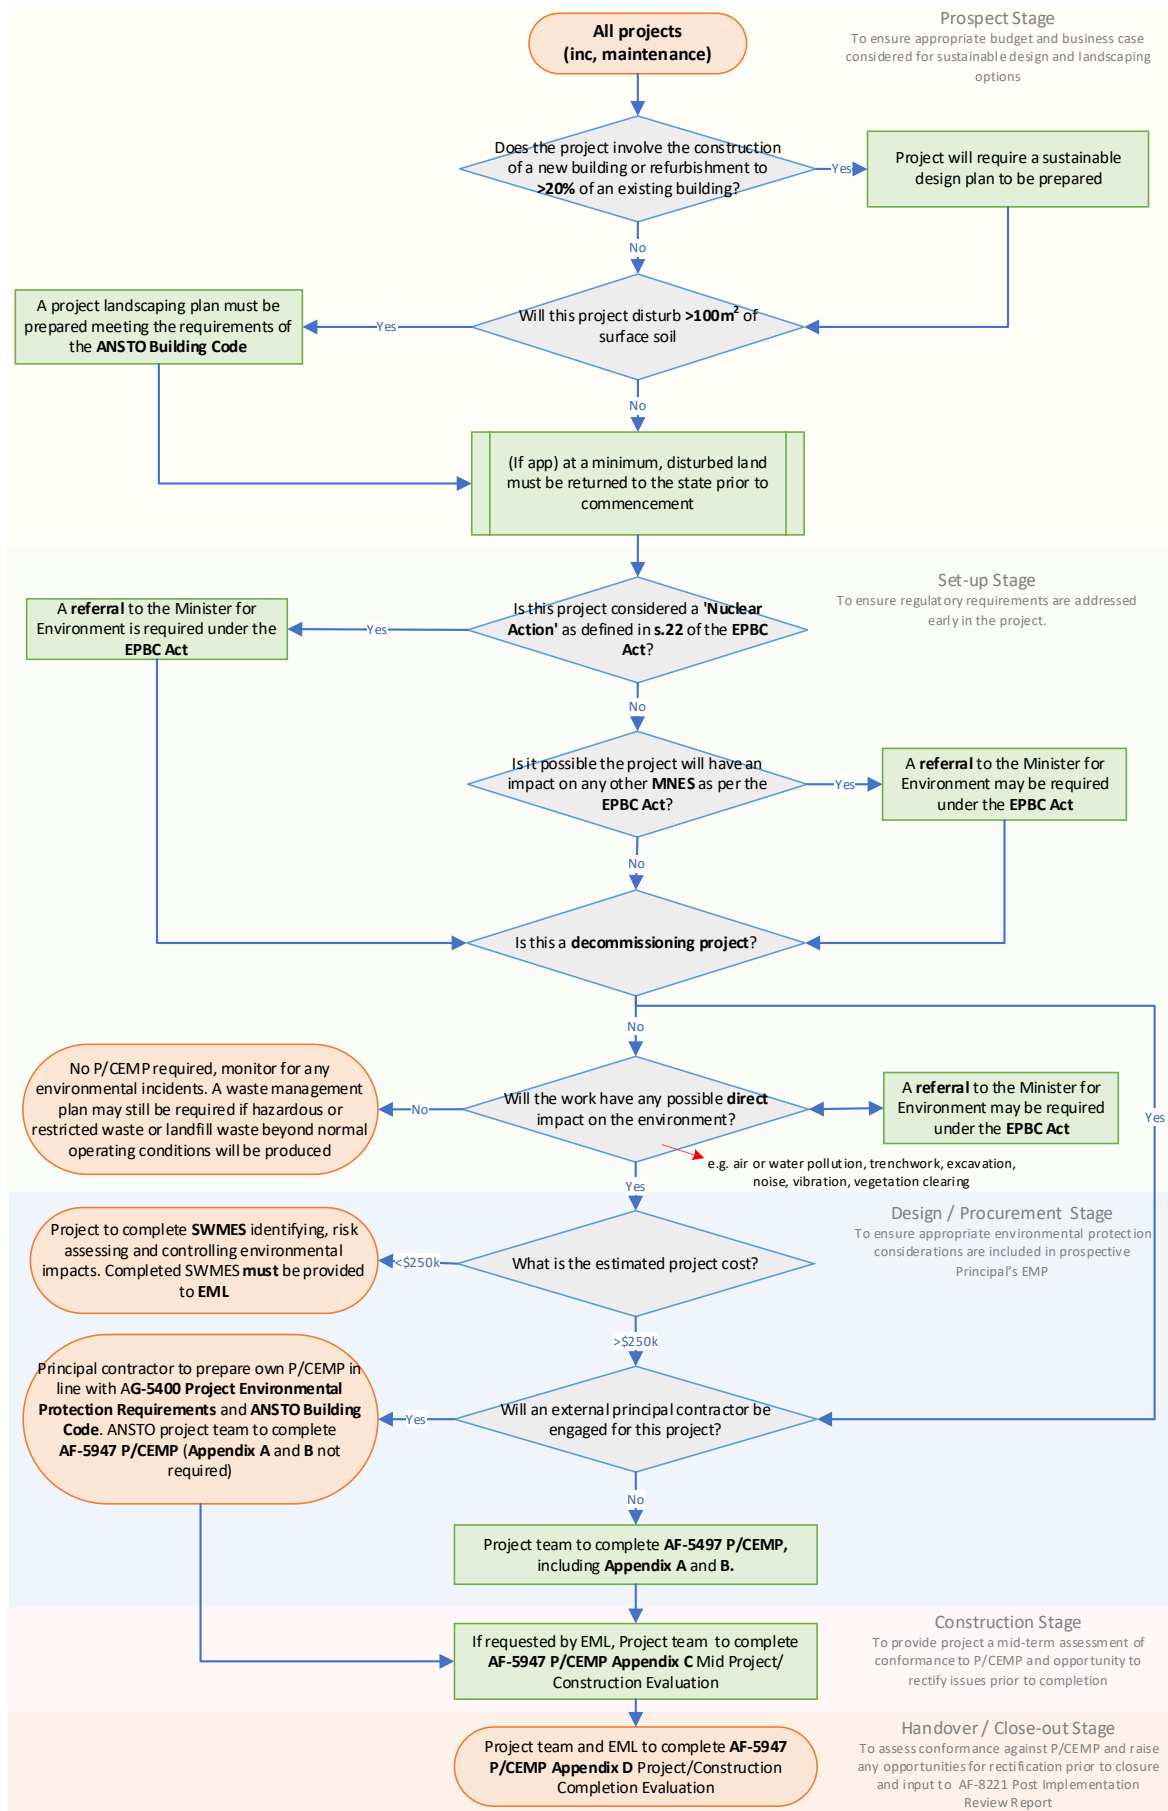 Prospect Stage
To ensure appropriate budget and business case
considered for sustainable design and landscaping
options
All projects
(inc, maintenance)
Does the project involve the construction
of a new building or refurbishment to
>20% of an existing building?
Yes
Project will require a sustainable
design plan to be prepared
No
A project landscaping plan must be
prepared meeting the requirements of
the ANSTO Building Code
Yes
Will this project disturb >100m² of
surface soil
No
(If app) at a minimum, disturbed land
must be returned to the state prior to
commencement
Set-up Stage
To ensure regulatory requirements are addressed
early in the project.
A referral to the Minister for
Environment is required under the
EPBC Act
Yes
Is this project considered a 'Nuclear
Action' as defined in s.22 of the EPBC
Act?
No
Is it possible the project will have an
impact on any other MNES as per the
EPBC Act?
Yes
A referral to the Minister for
Environment may be required
under the EPBC Act
No
Is this a decommissioning project?
No
No P/CEMP required, monitor for any
environmental incidents. A waste management
plan may still be required if hazardous or
restricted waste or landfill waste beyond normal
operating conditions will be produced
No
Will the work have any possible direct
impact on the environment?
A referral to the Minister for
Environment may be required
under the EPBC Act
Yes
e.g. air or water pollution, trenchwork, excavation,
noise, vibration, vegetation clearing
Yes
Design / Procurement Stage
To ensure appropriate environmental protection
considerations are included in prospective
Principal's EMP
Project to complete SWMES identifying, risk
assessing and controlling environmental
impacts. Completed SWMES must be provided
to EML
<$250k
What is the estimated project cost?
>$250k
Principal contractor to prepare own P/CEMP in
line with AG-5400 Project Environmental
Protection Requirements and ANSTO Building
Code. ANSTO project team to complete
AF-5947 P/CEMP (Appendix A and B not
required)
Yes
Will an external principal contractor be
engaged for this project?
No
Project team to complete AF-5497 P/CEMP,
including Appendix A and B.
Construction Stage
To provide project a mid-term assessment of
conformance to P/CEMP and opportunity to
rectify issues prior to completion
If requested by EML, Project team to complete
AF-5947 P/CEMP Appendix C Mid Project/
Construction Evaluation
Handover / Close-out Stage
To assess conformance against P/CEMP and raise
any opportunities for rectification prior to closure
and input to AF-8221 Post Implementation
Review Report
Project team and EML to complete AF-5947
P/CEMP Appendix D Project/Construction
Completion Evaluation